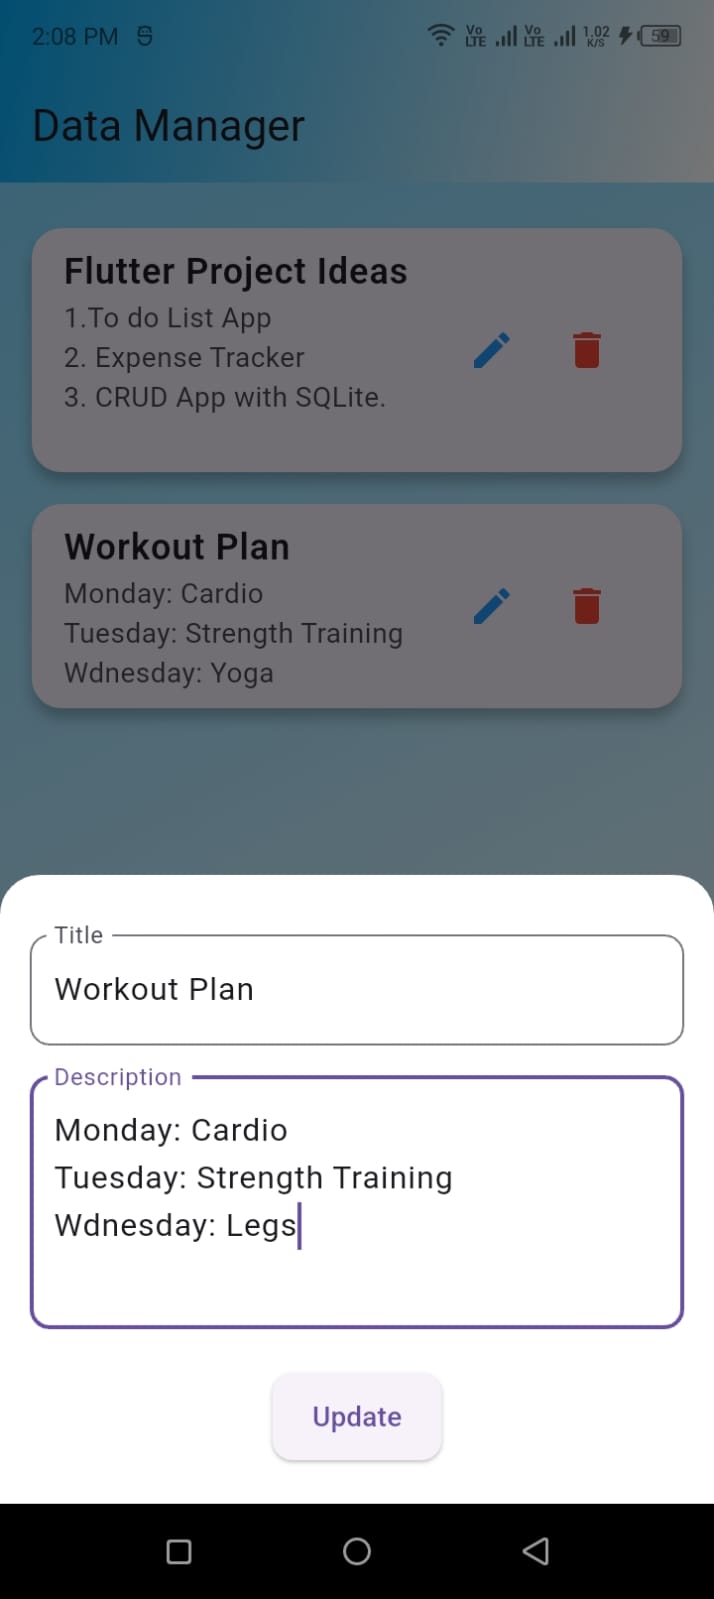 2:08 PM
Vo LTE Vo LTE 1.02 K/S 59
Data Manager
Flutter Project Ideas
1.To do List App
2. Expense Tracker
3. CRUD App with SQLite.
Workout Plan
Monday: Cardio
Tuesday: Strength Training
Wdnesday: Yoga
Title
Workout Plan
Description
Monday: Cardio
Tuesday: Strength Training
Wdnesday: Legs
Update